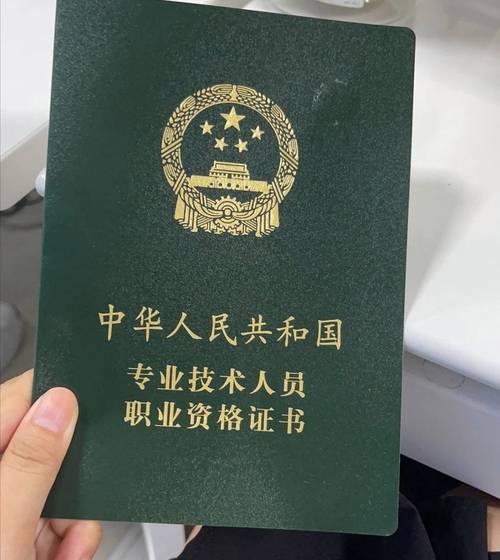 中华人民共和国
专业技术人员
职业资格证书